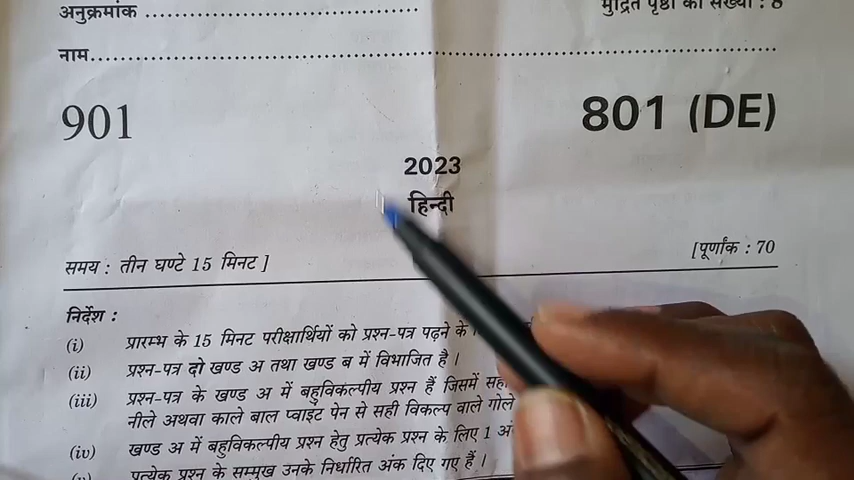 अनुक्रमांक ........................................ मुद्रित पृष्ठों की संख्या : 8
नाम................................................................................
901 801 (DE)
2023
हिन्दी
समय : तीन घण्टे 15 मिनट ] [पूर्णांक : 70
निर्देश :
(i) प्रारम्भ के 15 मिनट परीक्षार्थियों को प्रश्न-पत्र पढ़ने के
(ii) प्रश्न-पत्र दो खण्ड अ तथा खण्ड ब में विभाजित है ।
(iii) प्रश्न-पत्र के खण्ड अ में बहुविकल्पीय प्रश्न हैं जिसमें
नीले अथवा काले बाल प्वाइंट पेन से सही विकल्प वाले गोले
(iv) खण्ड अ में बहुविकल्पीय प्रश्न हेतु प्रत्येक प्रश्न के लिए 1
प्रत्येक प्रश्न के सम्मुख उनके निर्धारित अंक दिए गए हैं ।